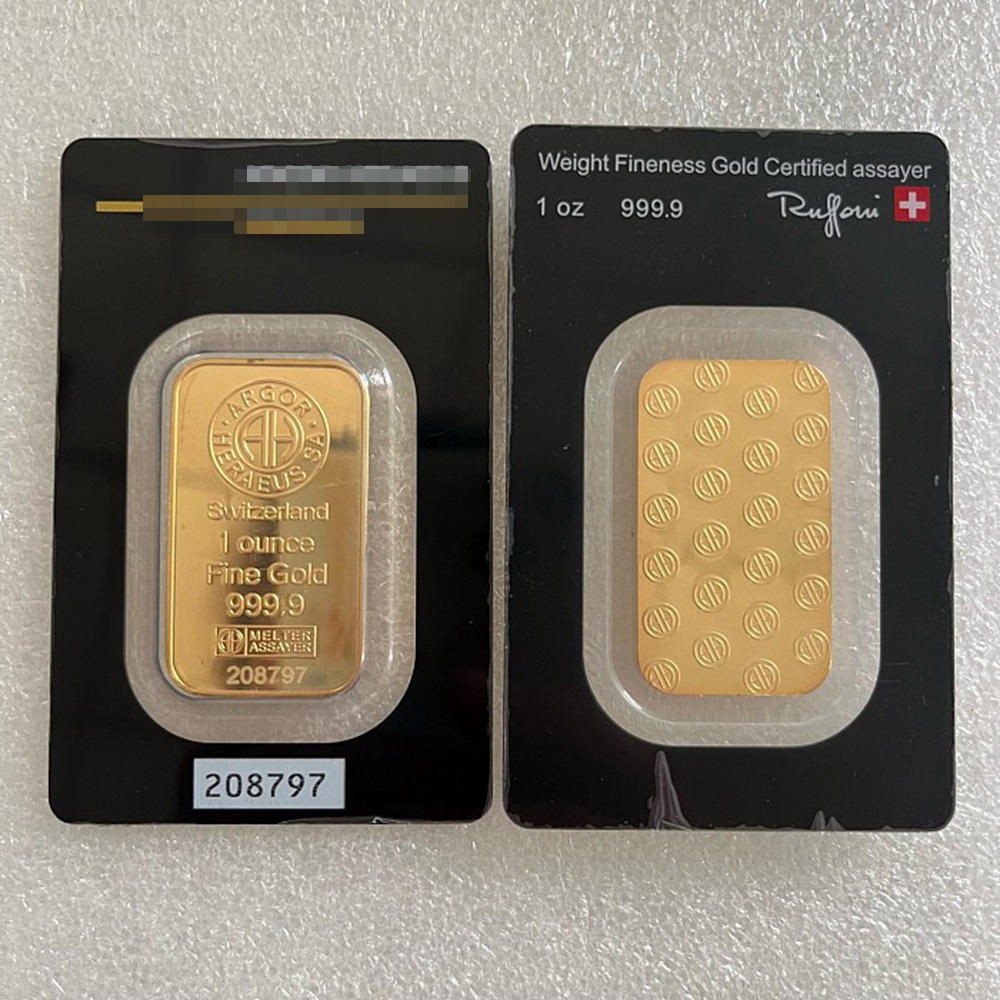 ARGOR
HERAEUS SA
Switzerland
1 ounce
Fine Gold
999,9
MELTER
ASSAYER
208797
208797
Weight Fineness Gold Certified assayer
1 oz 999.9 Ruffoni